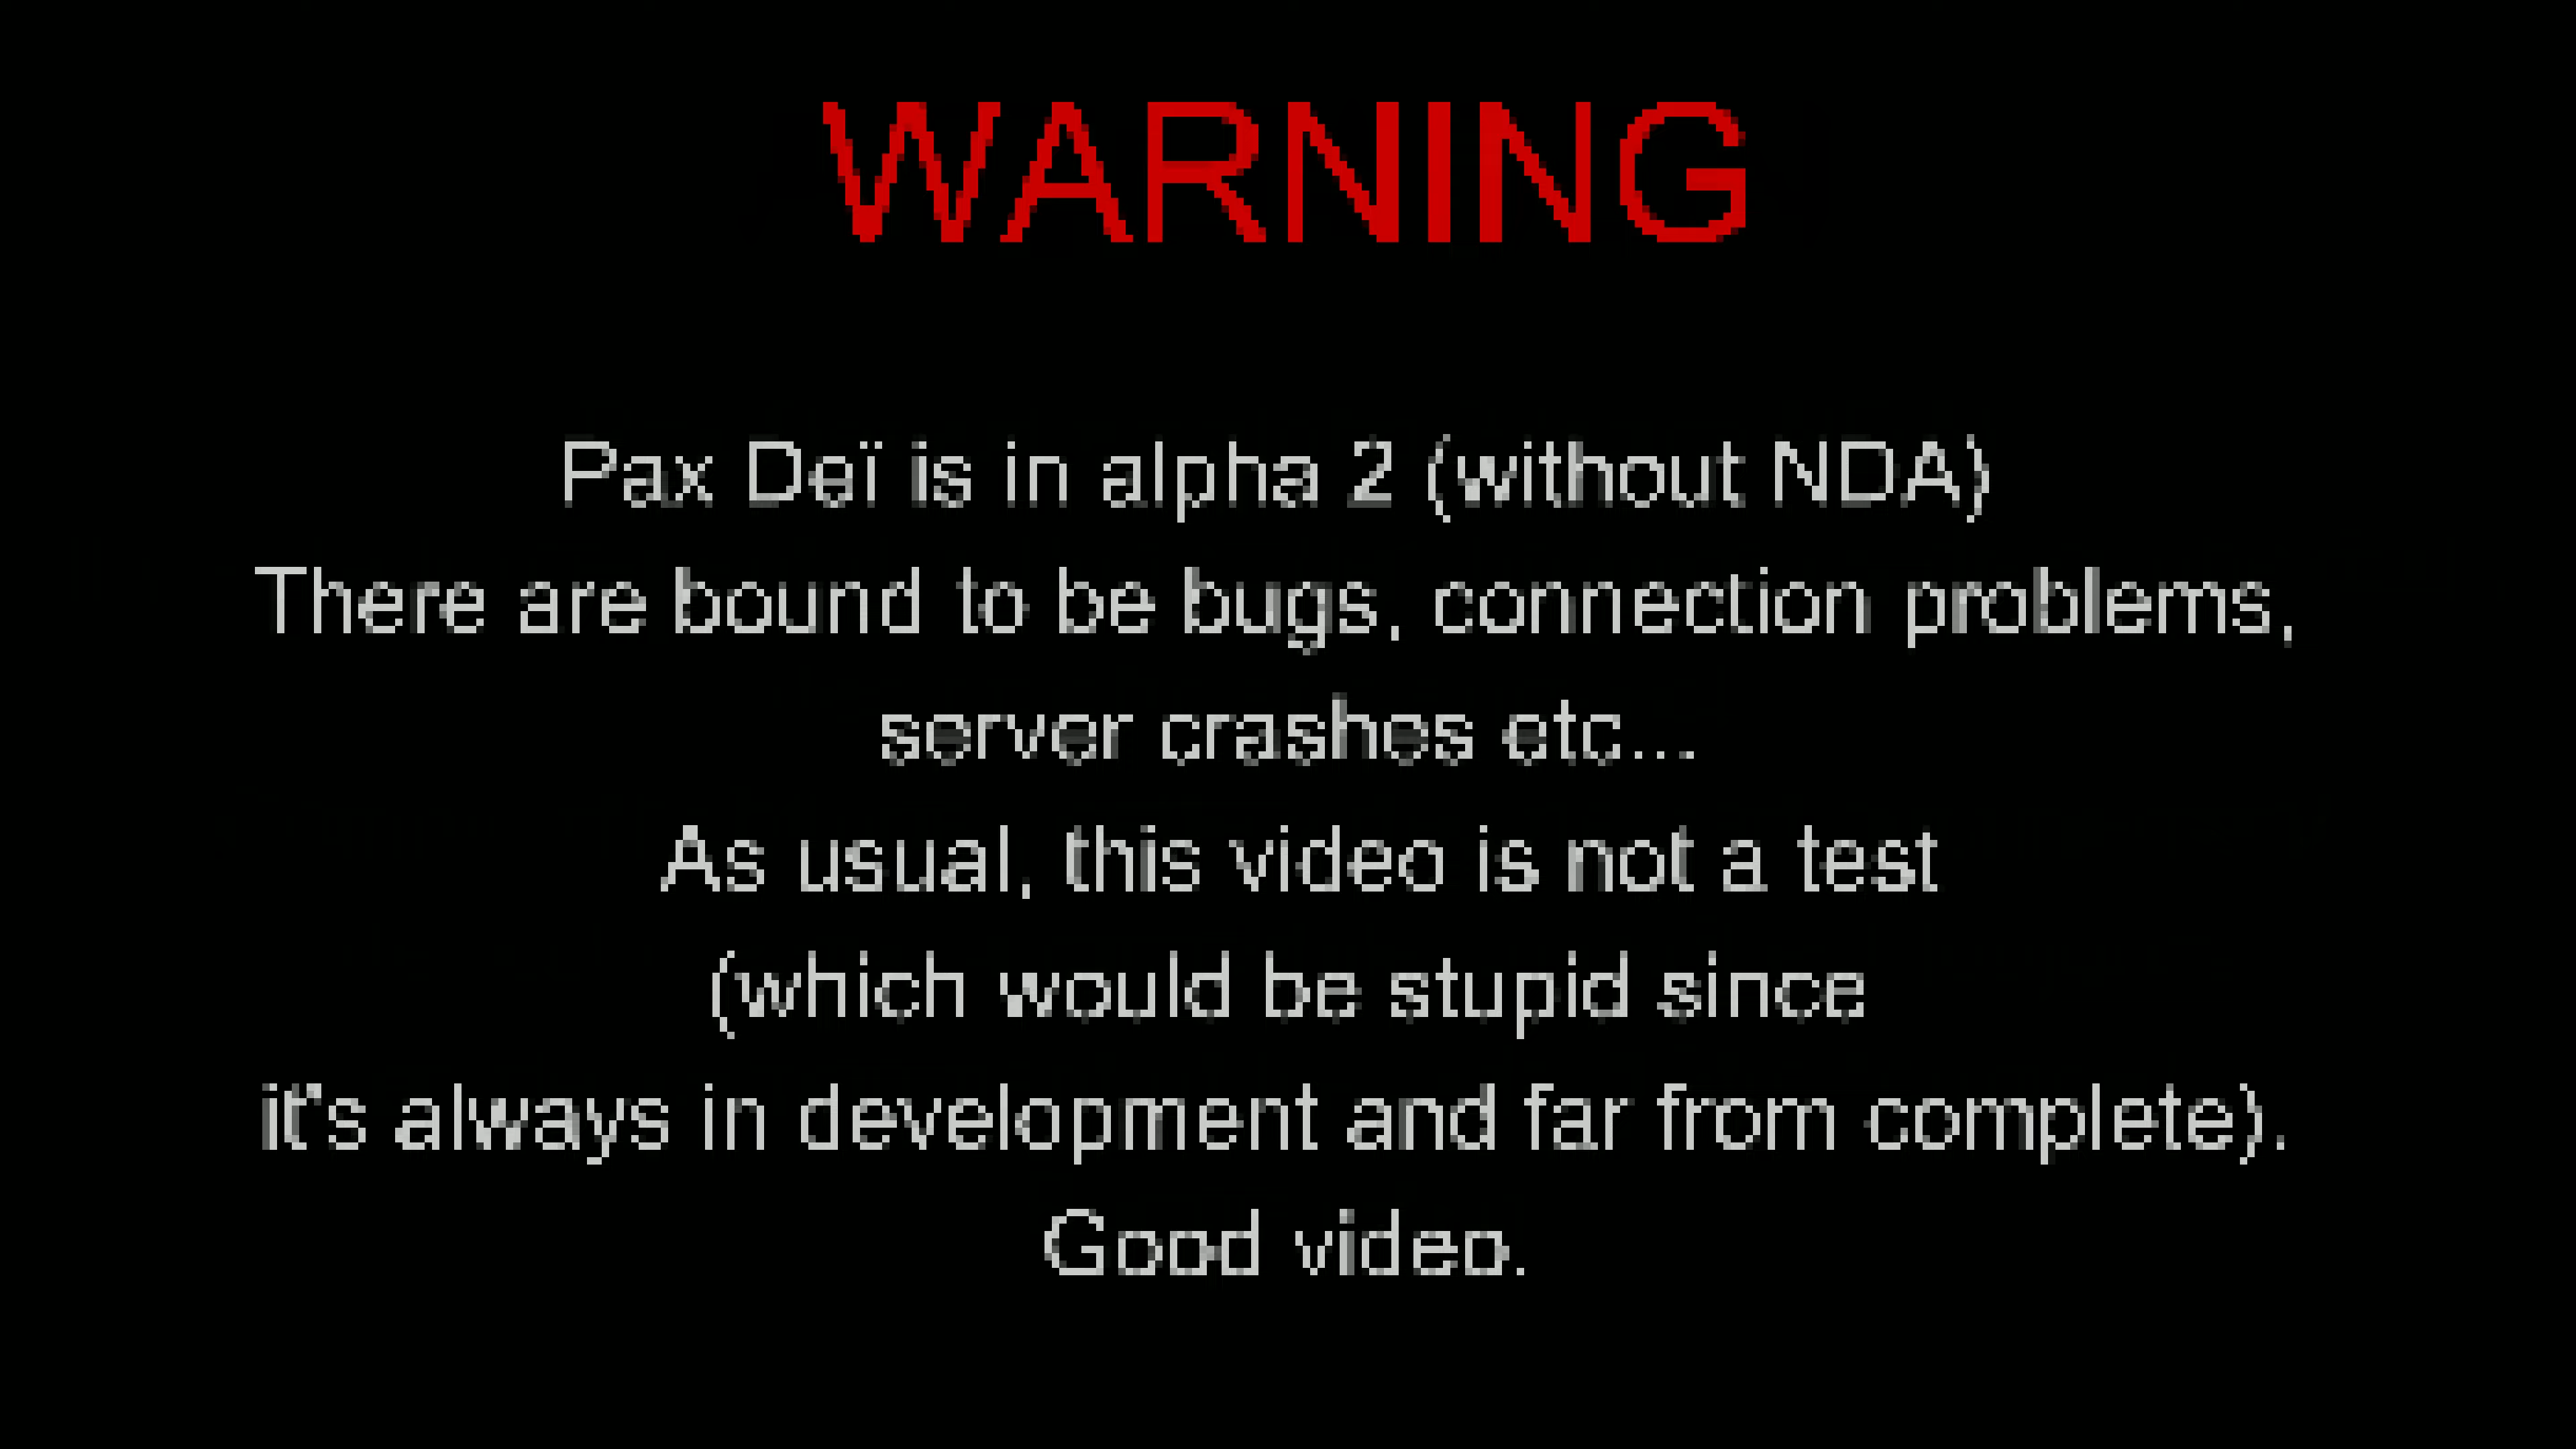 WARNING
Pax Deï is in alpha 2 (without NDA)
There are bound to be bugs, connection problems,
server crashes etc...
As usual, this video is not a test
(which would be stupid since
it's always in development and far from complete).
Good video.